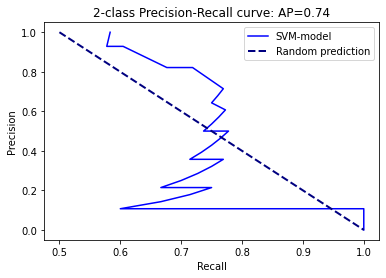 2-class Precision-Recall curve: AP=0.74
SVM-model
Random prediction
Precision
1.0
0.8
0.6
0.4
0.2
0.0
0.5 0.6 0.7 0.8 0.9 1.0
Recall